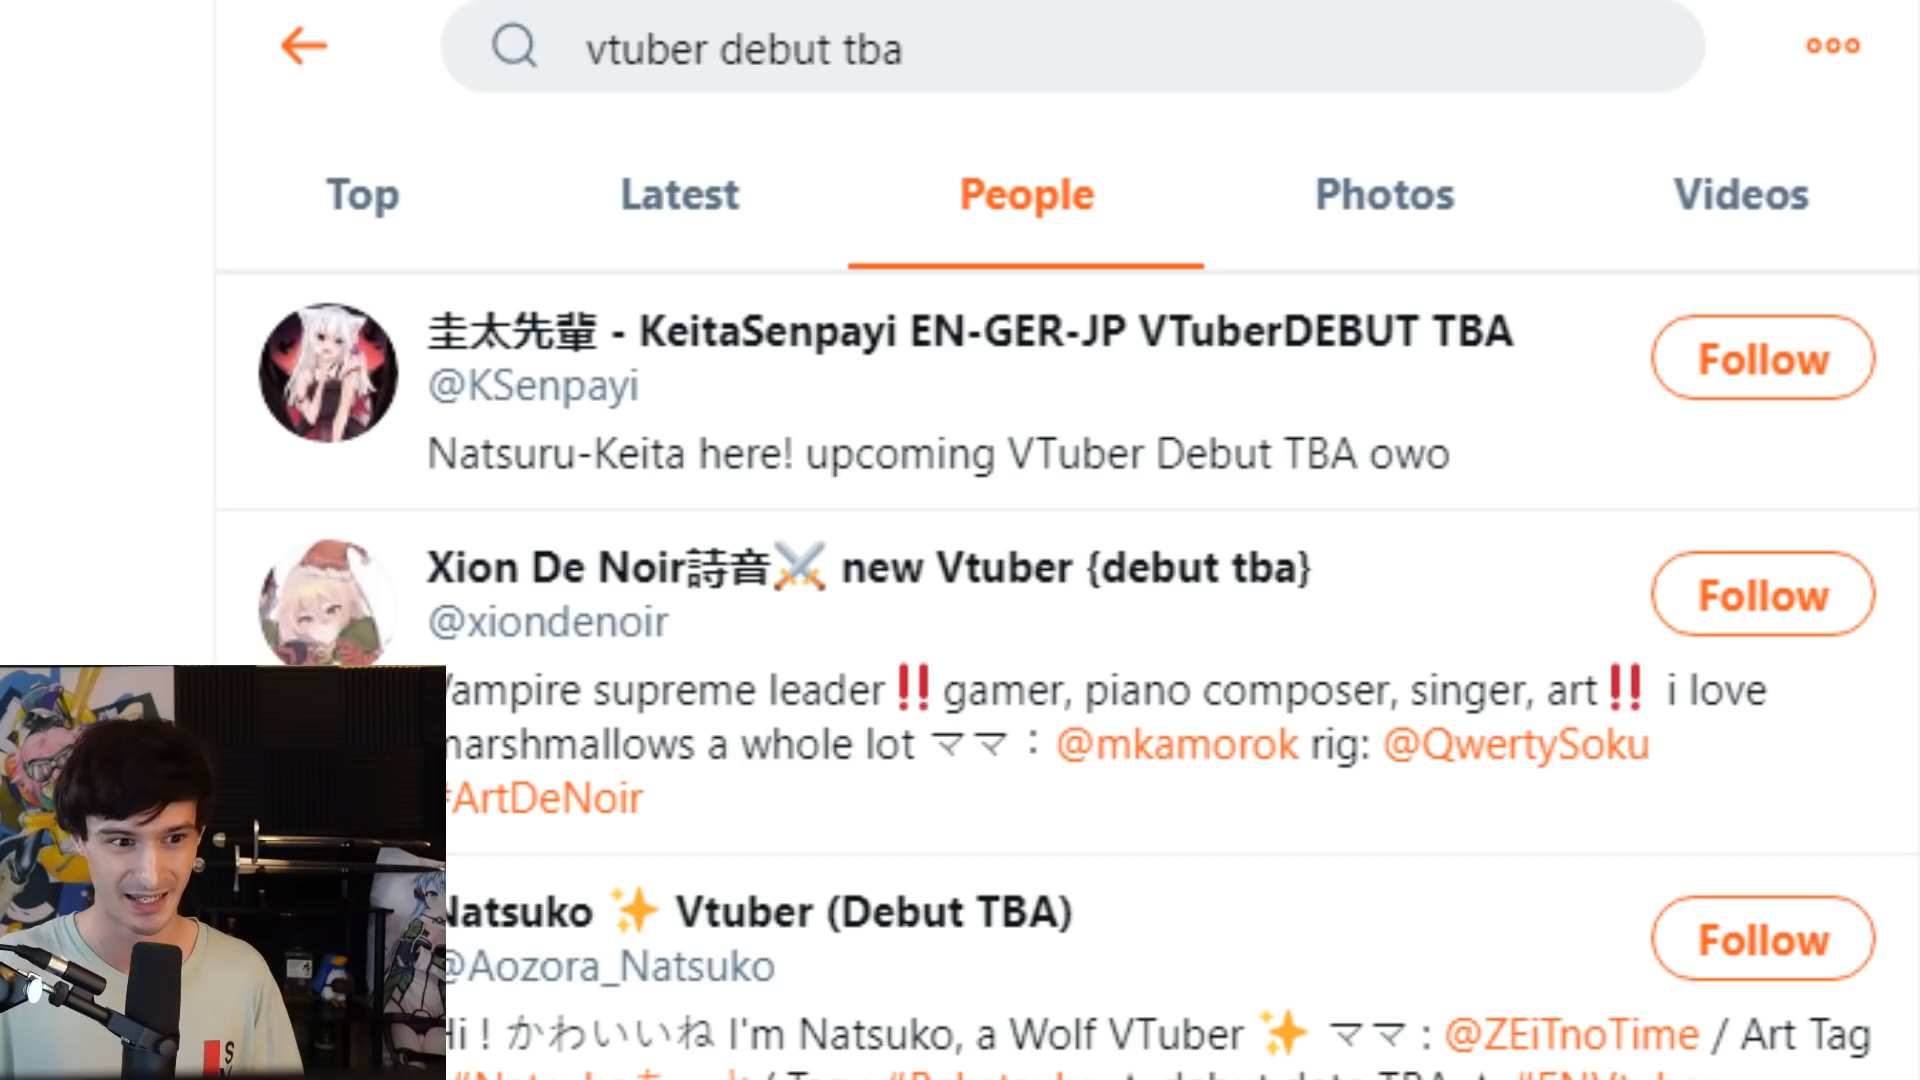 vtuber debut tba
Top Latest People Photos Videos
圭太先輩 - KeitaSenpayi EN-GER-JP VTuberDEBUT TBA
@KSenpayi
Follow
Natsuru-Keita here! upcoming VTuber Debut TBA owo
Xion De Noir詩音⚔️ new Vtuber {debut tba}
@xiondenoir
Follow
Vampire supreme leader‼️gamer, piano composer, singer, art‼️ i love
marshmallows a whole lot ママ：@mkamorok rig: @QwertySoku
#ArtDeNoir
Natsuko ✨ Vtuber (Debut TBA)
@Aozora_Natsuko
Follow
Hi ! かわいいね I'm Natsuko, a Wolf VTuber ✨ ママ : @ZEiTnoTime / Art Tag